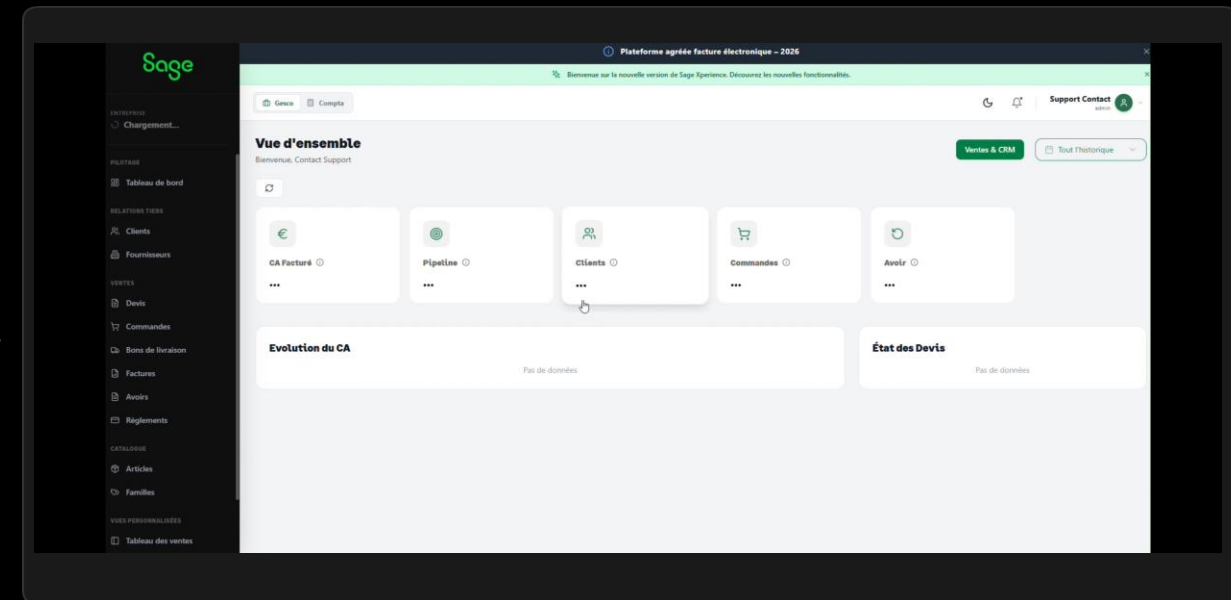 Sage
ENTREPRISE
Chargement...
PILOTAGE
Tableau de bord
RELATIONS TIERS
Clients
Fournisseurs
VENTES
Devis
Commandes
Bons de livraison
Factures
Avoirs
Règlements
CATALOGUE
Articles
Familles
VUES PERSONNALISÉES
Tableau des ventes
Plateforme agréée facture électronique – 2026
Bienvenue sur la nouvelle version de Sage Xperience. Découvrez les nouvelles fonctionnalités.
Gesco Compta
Support Contact
admin
Vue d'ensemble
Bienvenue, Contact Support
Ventes & CRM Tout l'historique
CA Facturé
...
Pipeline
...
Clients
...
Commandes
...
Avoir
...
Evolution du CA
Pas de données
État des Devis
Pas de données